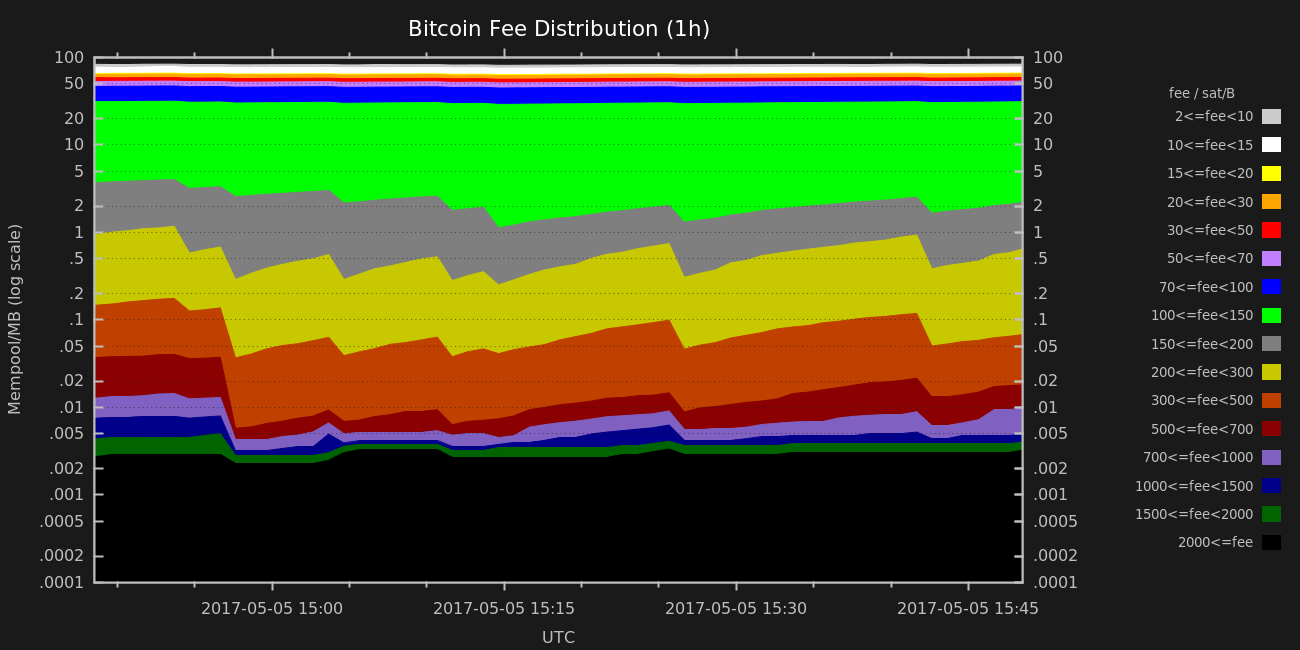 Bitcoin Fee Distribution (1h)
Mempool/MB (log scale)
100
50
20
10
5
2
1
.5
.2
.1
.05
.02
.01
.005
.002
.001
.0005
.0002
.0001
100
50
20
10
5
2
1
.5
.2
.1
.05
.02
.01
.005
.002
.001
.0005
.0002
.0001
2017-05-05 15:00
2017-05-05 15:15
2017-05-05 15:30
2017-05-05 15:45
UTC
fee / sat/B
2<=fee<10
10<=fee<15
15<=fee<20
20<=fee<30
30<=fee<50
50<=fee<70
70<=fee<100
100<=fee<150
150<=fee<200
200<=fee<300
300<=fee<500
500<=fee<700
700<=fee<1000
1000<=fee<1500
1500<=fee<2000
2000<=fee